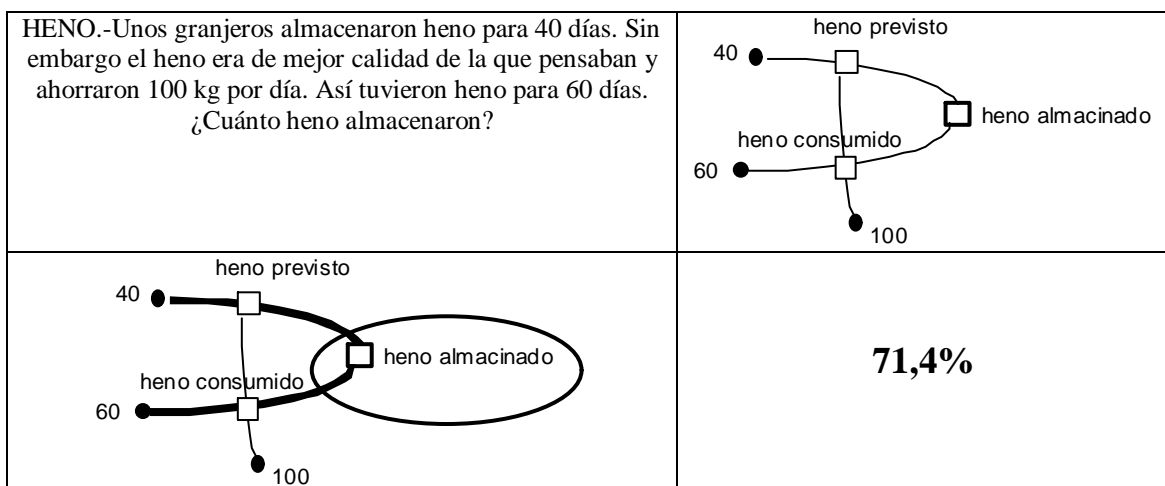 HENO.-Unos granjeros almacenaron heno para 40 días. Sin
embargo el heno era de mejor calidad de la que pensaban y
ahorraron 100 kg por día. Así tuvieron heno para 60 días.
¿Cuánto heno almacenaron?
heno previsto
40
heno almacinado
heno consumido
60
100
heno previsto
40
heno almacinado
heno consumido
60
100
71,4%